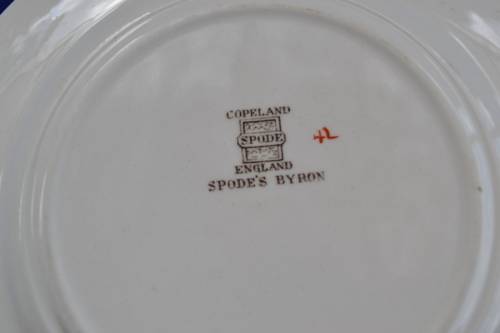 COPELAND
SPODE
ENGLAND
SPODE'S BYRON